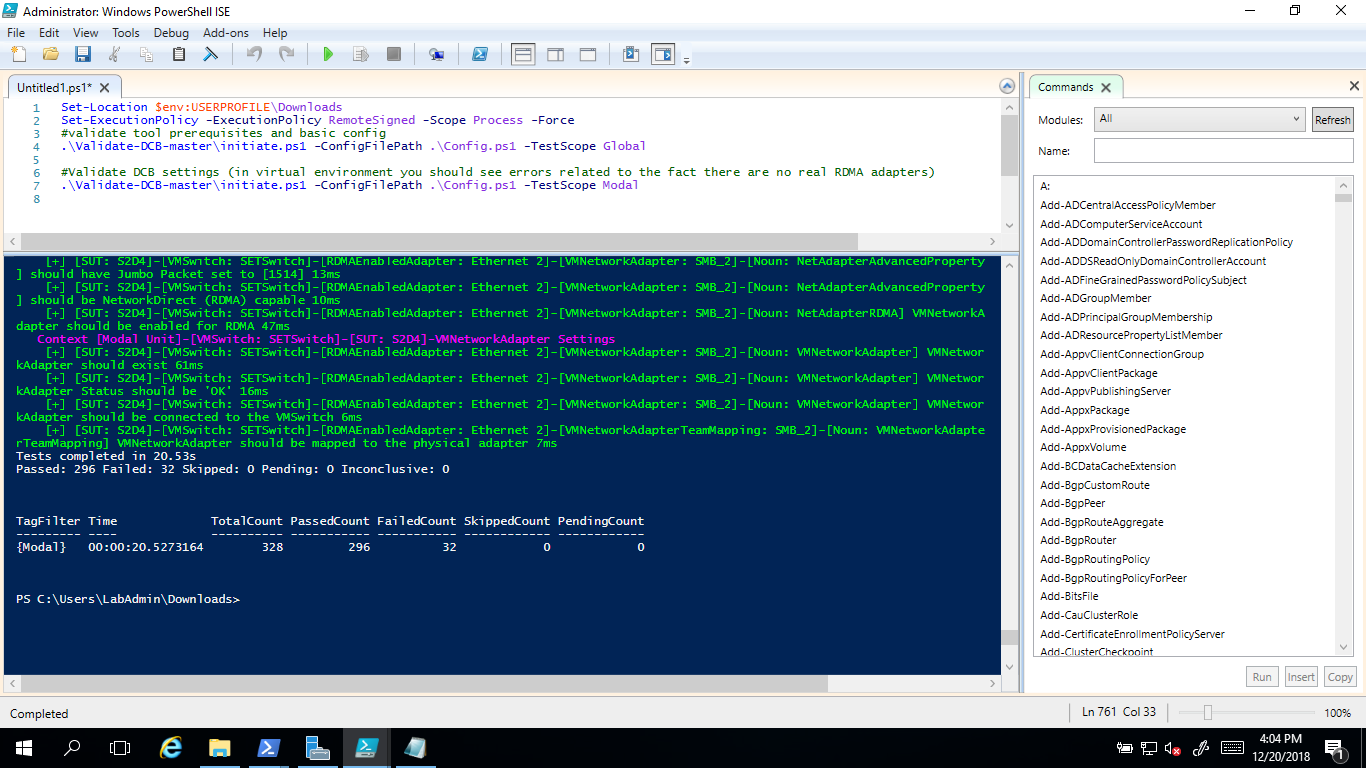 Administrator: Windows PowerShell ISE
File Edit View Tools Debug Add-ons Help
Untitled1.ps1*
1 Set-Location $env:USERPROFILE\Downloads
2 Set-ExecutionPolicy -ExecutionPolicy RemoteSigned -Scope Process -Force
3 #validate tool prerequisites and basic config
4 .\Validate-DCB-master\initiate.ps1 -ConfigFilePath .\Config.ps1 -TestScope Global
5
6 #Validate DCB settings (in virtual environment you should see errors related to the fact there are no real RDMA adapters)
7 .\Validate-DCB-master\initiate.ps1 -ConfigFilePath .\Config.ps1 -TestScope Modal
8
[+] [SUT: S2D4]-[VMSwitch: SETSwitch]-[RDMAEnabledAdapter: Ethernet 2]-[VMNetworkAdapter: SMB_2]-[Noun: NetAdapterAdvancedProperty
] should have Jumbo Packet set to [1514] 13ms
[+] [SUT: S2D4]-[VMSwitch: SETSwitch]-[RDMAEnabledAdapter: Ethernet 2]-[VMNetworkAdapter: SMB_2]-[Noun: NetAdapterAdvancedProperty
] should be NetworkDirect (RDMA) capable 10ms
[+] [SUT: S2D4]-[VMSwitch: SETSwitch]-[RDMAEnabledAdapter: Ethernet 2]-[VMNetworkAdapter: SMB_2]-[Noun: NetAdapterRDMA] VMNetworkA
dapter should be enabled for RDMA 47ms
Context [Modal Unit]-[VMSwitch: SETSwitch]-[SUT: S2D4]-VMNetworkAdapter Settings
[+] [SUT: S2D4]-[VMSwitch: SETSwitch]-[RDMAEnabledAdapter: Ethernet 2]-[VMNetworkAdapter: SMB_2]-[Noun: VMNetworkAdapter] VMNetwor
kAdapter should exist 61ms
[+] [SUT: S2D4]-[VMSwitch: SETSwitch]-[RDMAEnabledAdapter: Ethernet 2]-[VMNetworkAdapter: SMB_2]-[Noun: VMNetworkAdapter] VMNetwor
kAdapter Status should be 'OK' 16ms
[+] [SUT: S2D4]-[VMSwitch: SETSwitch]-[RDMAEnabledAdapter: Ethernet 2]-[VMNetworkAdapter: SMB_2]-[Noun: VMNetworkAdapter] VMNetwor
kAdapter should be connected to the VMSwitch 6ms
[+] [SUT: S2D4]-[VMSwitch: SETSwitch]-[RDMAEnabledAdapter: Ethernet 2]-[VMNetworkAdapterTeamMapping: SMB_2]-[Noun: VMNetworkAdapte
rTeamMapping] VMNetworkAdapter should be mapped to the physical adapter 7ms
Tests completed in 20.53s
Passed: 296 Failed: 32 Skipped: 0 Pending: 0 Inconclusive: 0
TagFilter Time TotalCount PassedCount FailedCount SkippedCount PendingCount
--------- ---- ---------- ----------- ----------- ------------ ------------
{Modal} 00:00:20.5273164 328 296 32 0 0
PS C:\Users\LabAdmin\Downloads>
Commands
Modules: All Refresh
Name:
A:
Add-ADCentralAccessPolicyMember
Add-ADComputerServiceAccount
Add-ADDomainControllerPasswordReplicationPolicy
Add-ADDSReadOnlyDomainControllerAccount
Add-ADFineGrainedPasswordPolicySubject
Add-ADGroupMember
Add-ADPrincipalGroupMembership
Add-ADResourcePropertyListMember
Add-AppvClientConnectionGroup
Add-AppvClientPackage
Add-AppvPublishingServer
Add-AppxPackage
Add-AppxProvisionedPackage
Add-AppxVolume
Add-BCDataCacheExtension
Add-BgpCustomRoute
Add-BgpPeer
Add-BgpRouteAggregate
Add-BgpRouter
Add-BgpRoutingPolicy
Add-BgpRoutingPolicyForPeer
Add-BitsFile
Add-CauClusterRole
Add-CertificateEnrollmentPolicyServer
Add-ClusterCheckpoint
Run Insert Copy
Completed
Ln 761 Col 33
100%
4:04 PM
12/20/2018
1